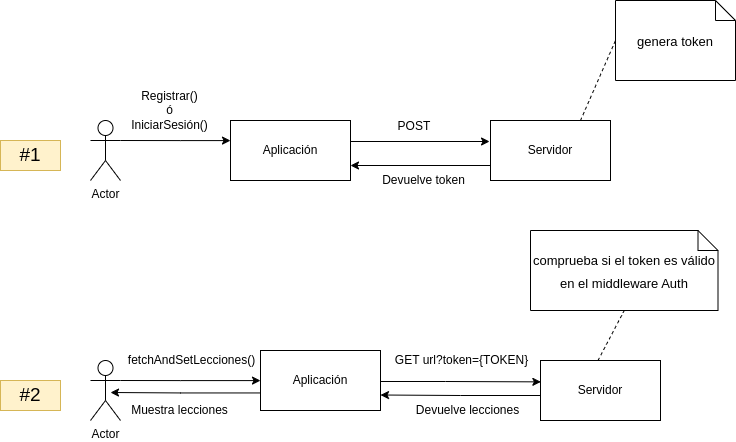 genera token
Registrar()
ó
IniciarSesión()
#1
Actor
Aplicación
POST
Devuelve token
Servidor
comprueba si el token es válido
en el middleware Auth
#2
Actor
fetchAndSetLecciones()
Muestra lecciones
Aplicación
GET url?token={TOKEN}
Devuelve lecciones
Servidor